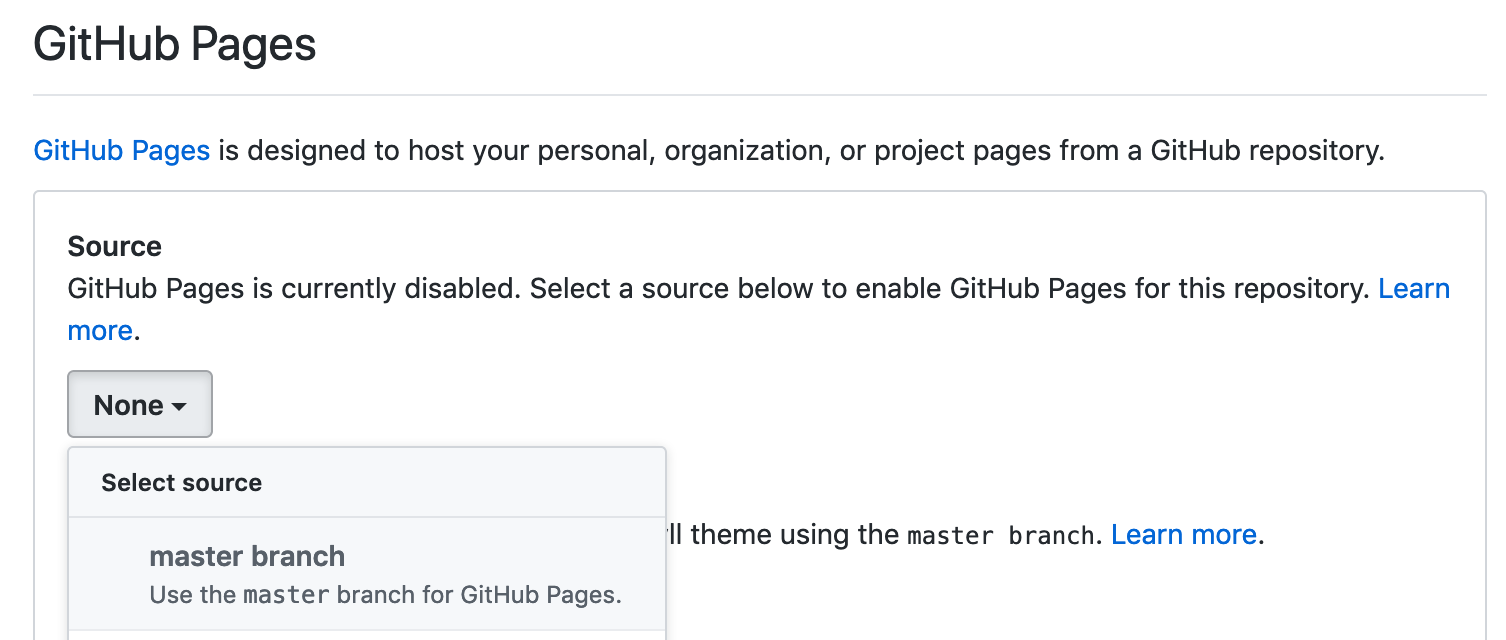 GitHub Pages
GitHub Pages is designed to host your personal, organization, or project pages from a GitHub repository.
Source
GitHub Pages is currently disabled. Select a source below to enable GitHub Pages for this repository. Learn
more.
None
Select source
theme using the master branch. Learn more.
master branch
Use the master branch for GitHub Pages.